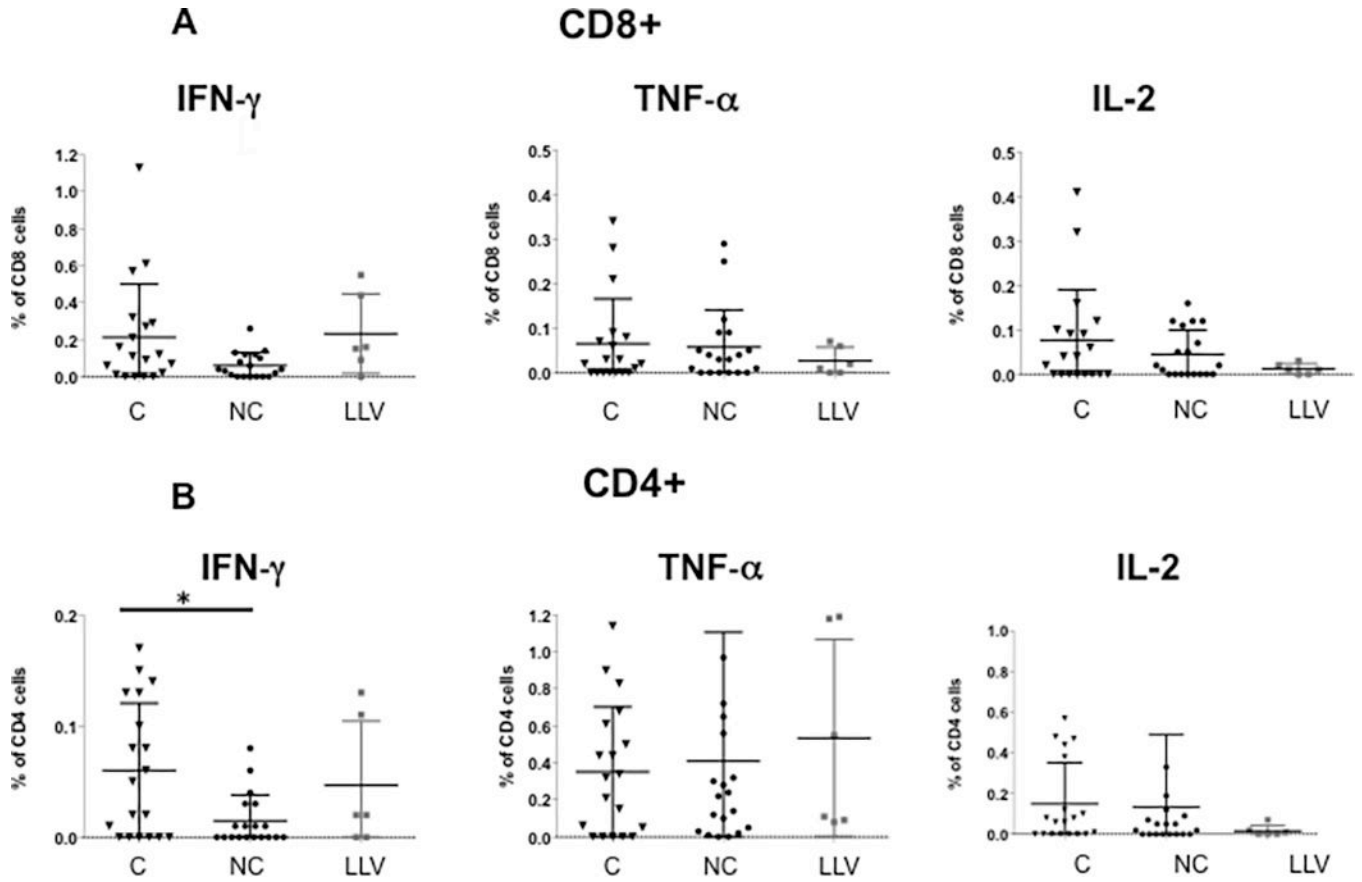 A
CD8+
IFN-γ
TNF-α
IL-2
% of CD8 cells
1.2
1.0
0.8
0.6
0.4
0.2
0.0
C
NC
LLV
% of CD8 cells
0.5
0.4
0.3
0.2
0.1
0.0
C
NC
LLV
% of CD8 cells
0.5
0.4
0.3
0.2
0.1
0.0
C
NC
LLV
B
CD4+
IFN-γ
TNF-α
IL-2
% of CD4 cells
0.2
0.1
0.0
*
C
NC
LLV
% of CD4 cells
1.2
1.0
0.8
0.6
0.4
0.2
0.0
C
NC
LLV
% of CD4 cells
1.0
0.8
0.6
0.4
0.2
0.0
C
NC
LLV